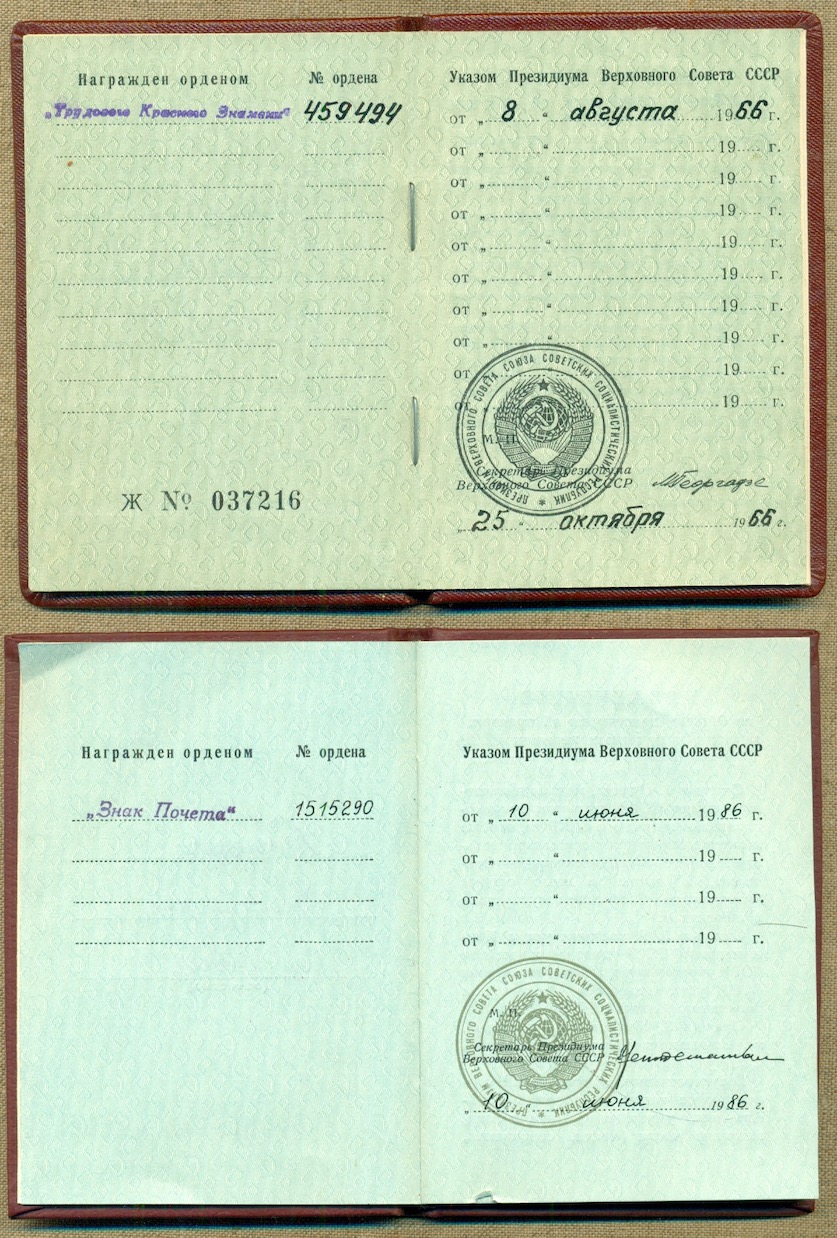 Награжден орденом № ордена
„Трудового Красного Знамени" 459494
Ж № 037216
Указом Президиума Верховного Совета СССР
от „ 8 “ августа 1966 г.
от „ “ 19 г.
от „ “ 19 г.
от „ “ 19 г.
от „ “ 19 г.
от „ “ 19 г.
от „ “ 19 г.
от „ “ 19 г.
от „ “ 19 г.
от „ “ 19 г.
ПРЕЗИДИУМ ВЕРХОВНОГО СОВЕТА СОЮЗА СОВЕТСКИХ СОЦИАЛИСТИЧЕСКИХ РЕСПУБЛИК
М. П.
Секретарь Президиума
Верховного Совета СССР МГеоргадзе
„ 25 “ октября 1966 г.
Награжден орденом № ордена
„Знак Почета“ 1515290
Указом Президиума Верховного Совета СССР
от „ 10 “ июня 1986 г.
от „ “ 19 г.
от „ “ 19 г.
от „ “ 19 г.
ПРЕЗИДИУМ ВЕРХОВНОГО СОВЕТА СОЮЗА СОВЕТСКИХ СОЦИАЛИСТИЧЕСКИХ РЕСПУБЛИК
М. П.
Секретарь Президиума
Верховного Совета СССР
„ 10 “ июня 1986 г.